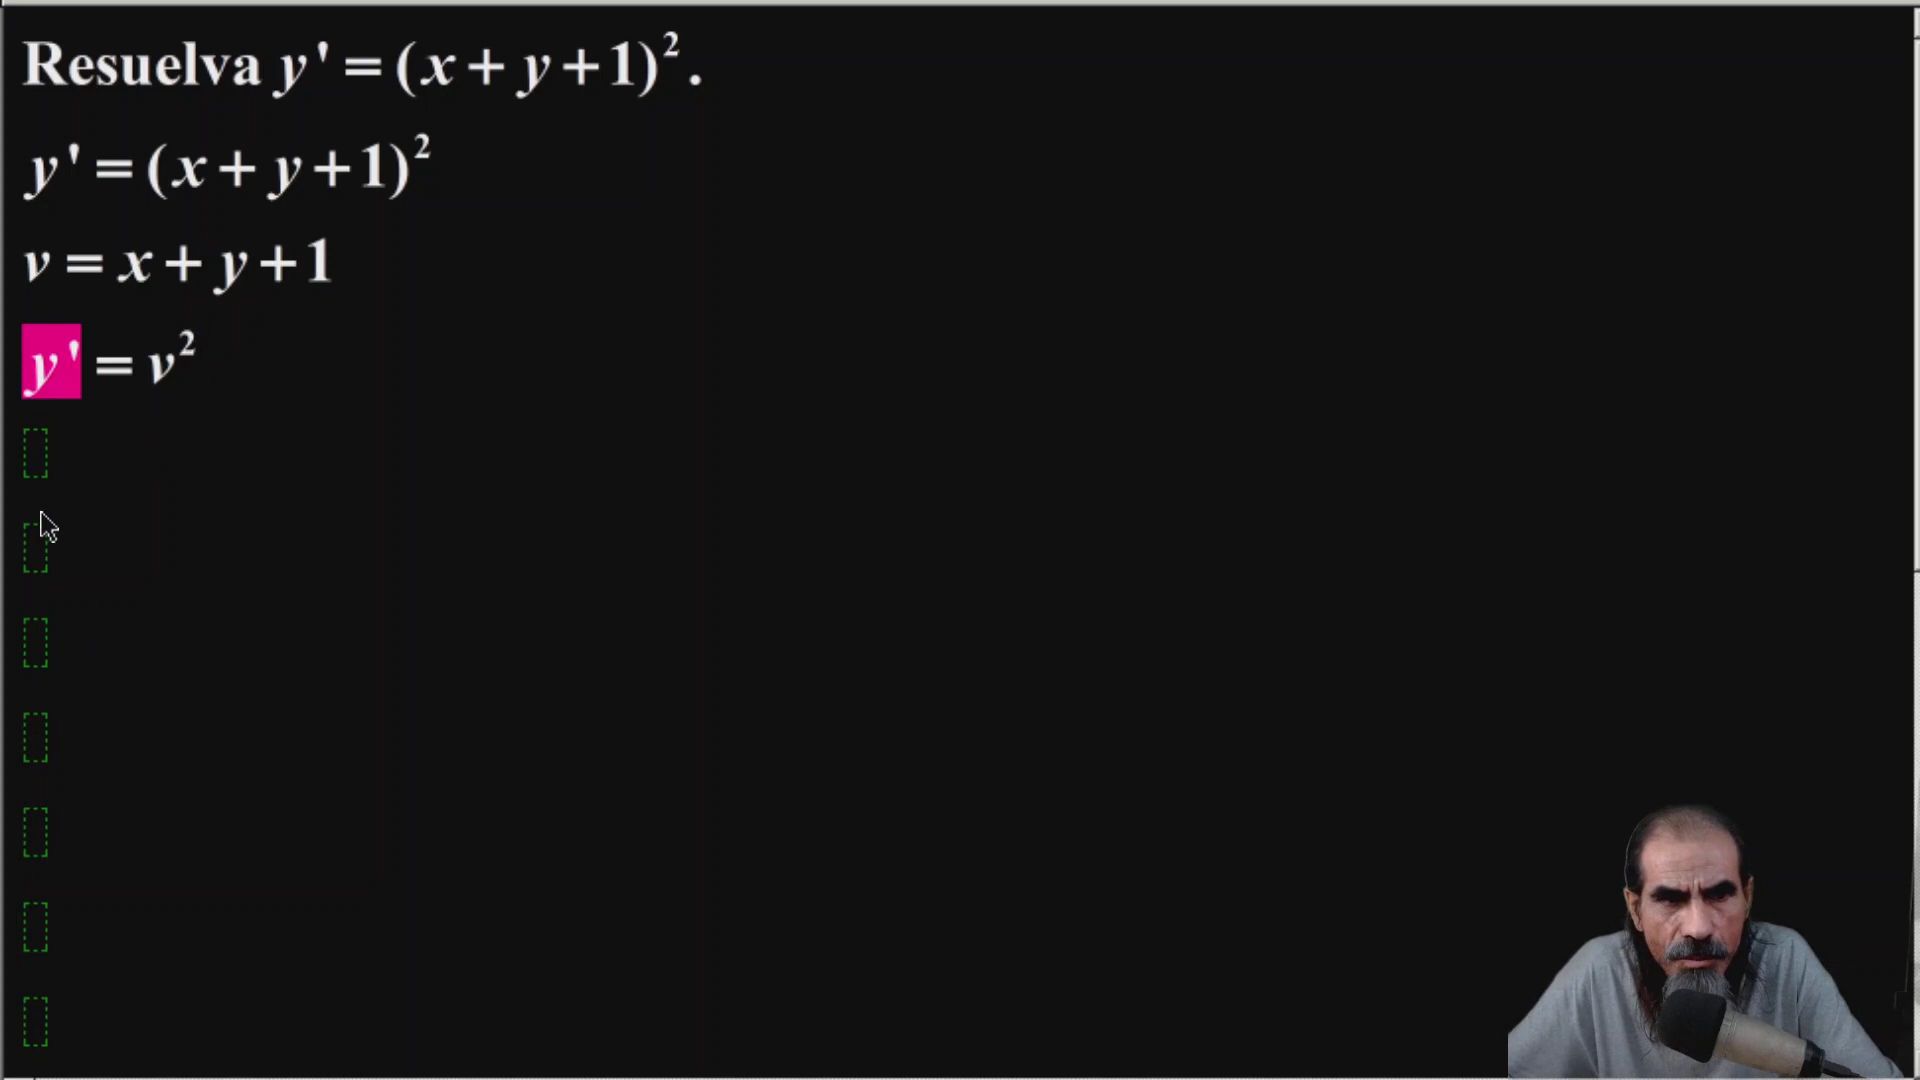 Resuelva y' = (x + y + 1)².
y' = (x + y + 1)²
v = x + y + 1
y' = v²